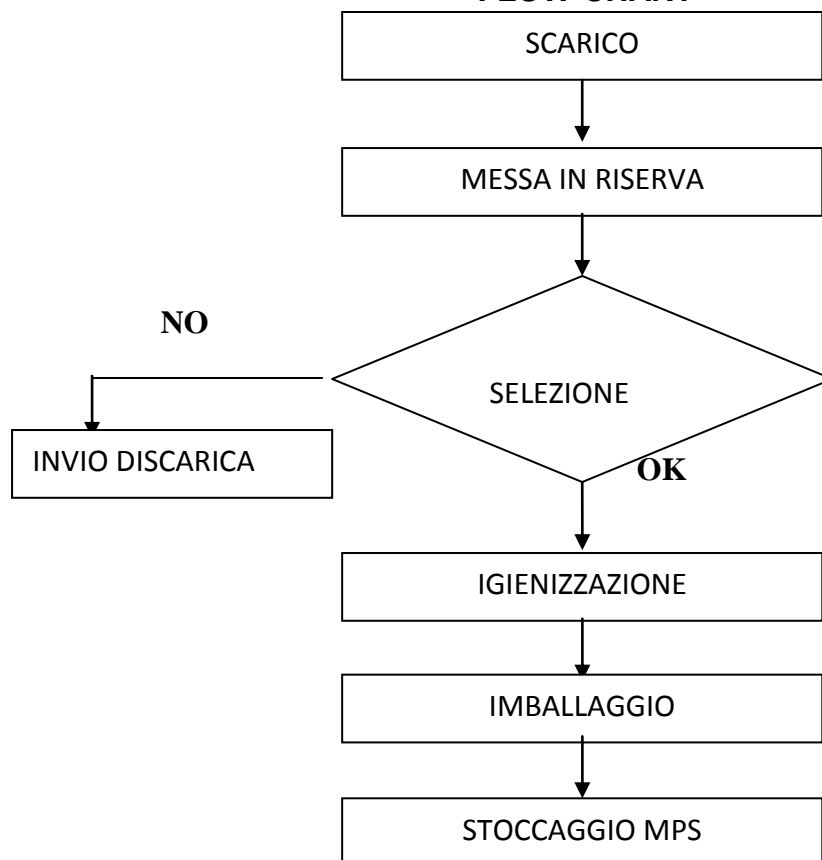 SCARICO
MESSA IN RISERVA
NO
SELEZIONE
INVIO DISCARICA
OK
IGIENIZZAZIONE
IMBALLAGGIO
STOCCAGGIO MPS